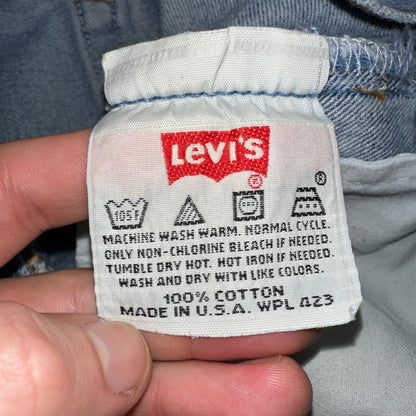 Levi's
®
®
105F
MACHINE WASH WARM. NORMAL CYCLE.
ONLY NON-CHLORINE BLEACH IF NEEDED.
TUMBLE DRY HOT. HOT IRON IF NEEDED.
WASH AND DRY WITH LIKE COLORS.
100% COTTON
MADE IN U.S.A. WPL 423